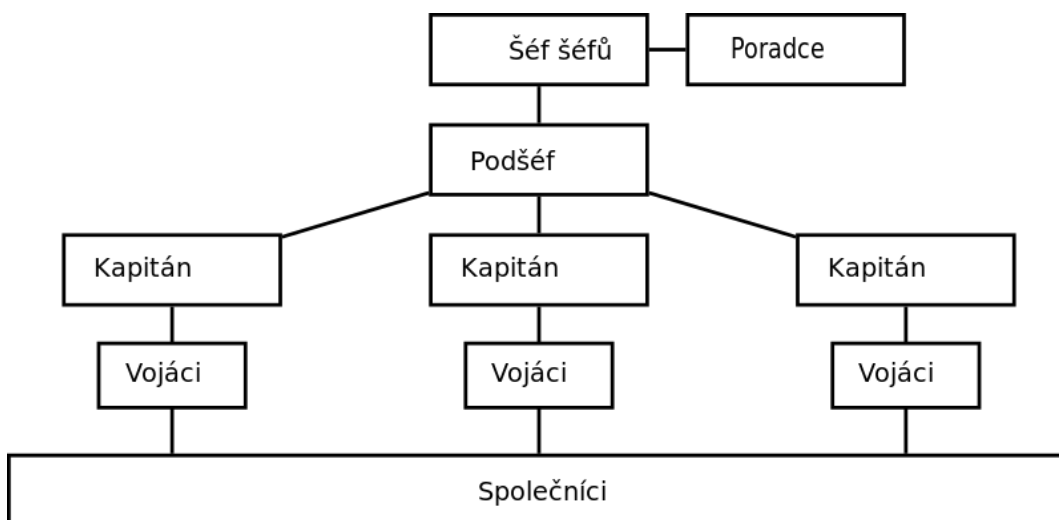 Šéf šéfů
Poradce
Podšéf
Kapitán
Kapitán
Kapitán
Vojáci
Vojáci
Vojáci
Společníci